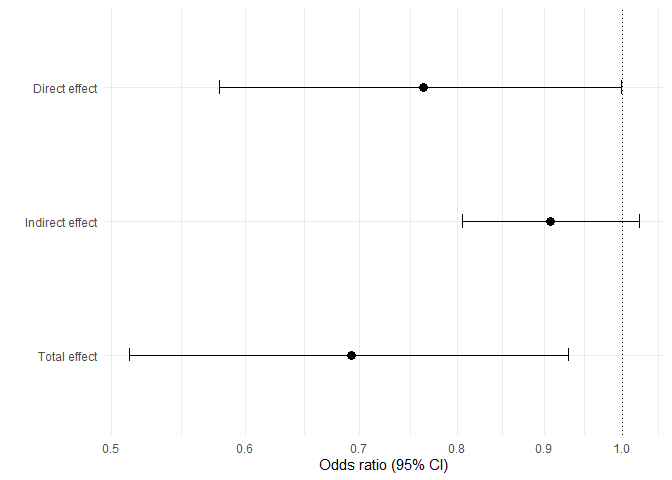 Direct effect
Indirect effect
Total effect
0.5 0.6 0.7 0.8 0.9 1.0
Odds ratio (95% CI)